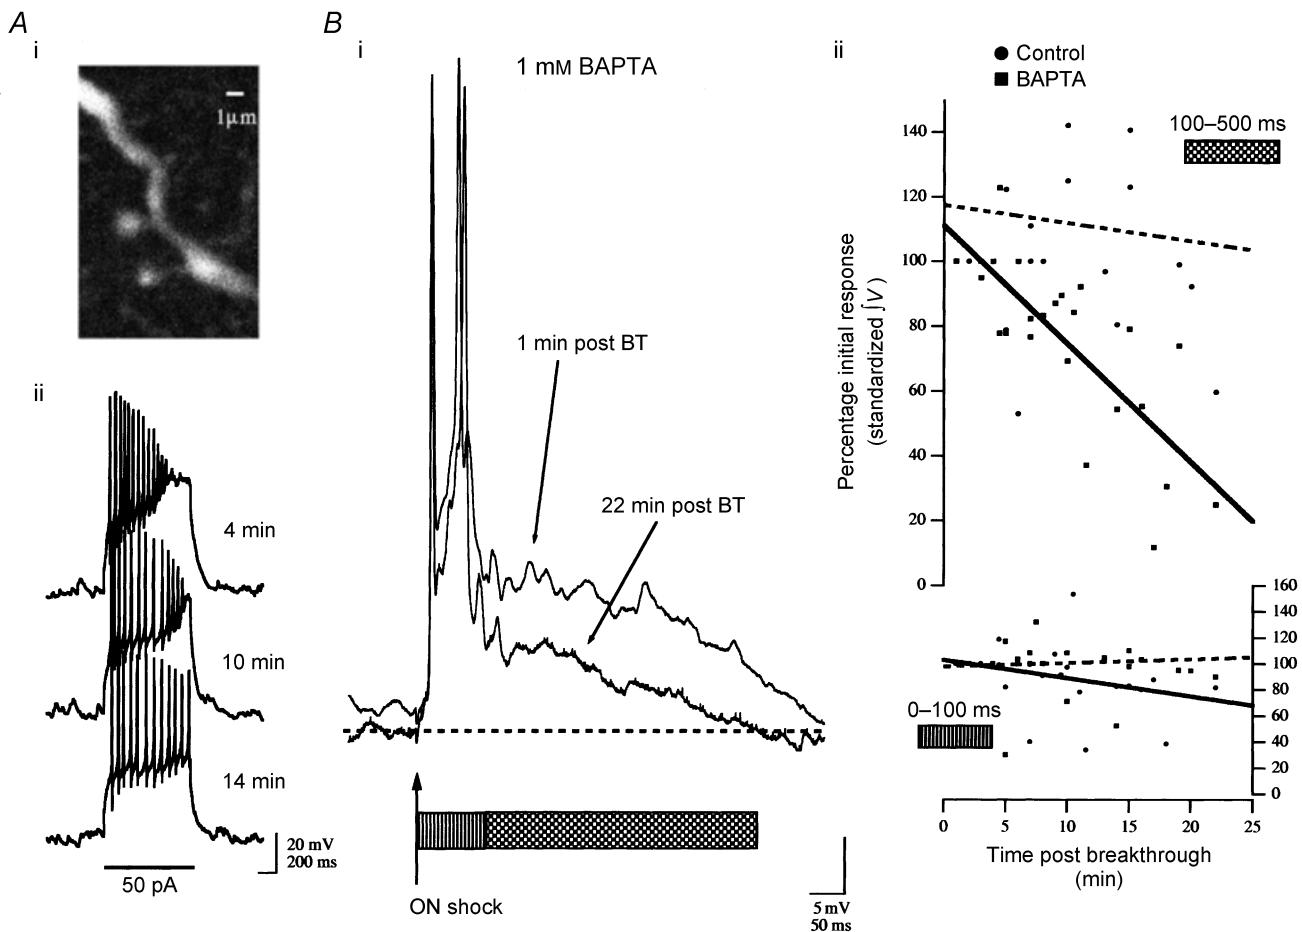 A
i
1µm
ii
4 min
10 min
14 min
20 mV
200 ms
50 pA
B
i
1 mM BAPTA
1 min post BT
22 min post BT
ON shock
5 mV
50 ms
ii
Control
BAPTA
100–500 ms
140
120
100
80
60
40
20
0
Percentage initial response
(standardized ∫V)
160
140
120
100
80
60
40
20
0
0–100 ms
0 5 10 15 20 25
Time post breakthrough
(min)